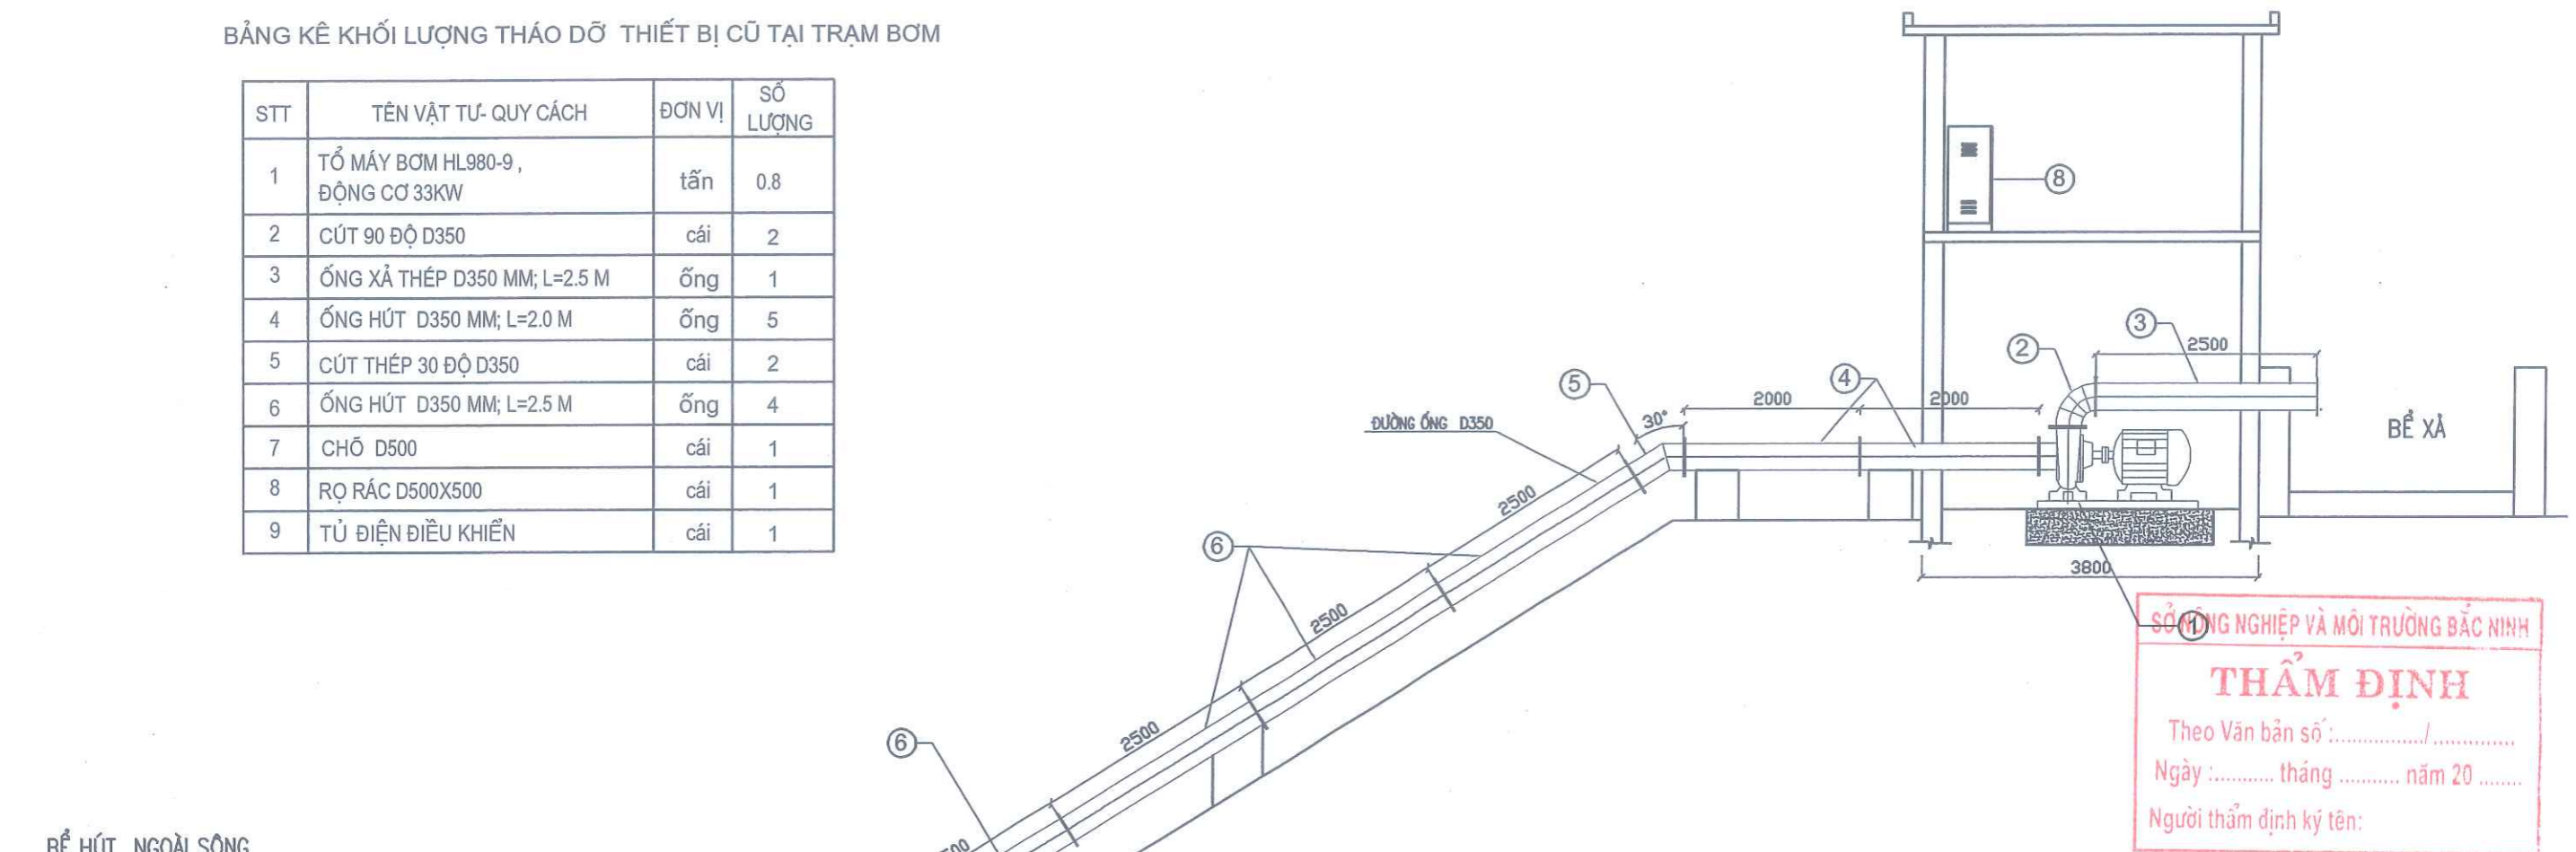 BẢNG KÊ KHỐI LƯỢNG THÁO DỠ THIẾT BỊ CŨ TẠI TRẠM BƠM
STT TÊN VẬT TƯ- QUY CÁCH ĐƠN VỊ SỐ LƯỢNG
1 TỔ MÁY BƠM HL980-9 , ĐỘNG CƠ 33KW tấn 0.8
2 CÚT 90 ĐỘ D350 cái 2
3 ỐNG XẢ THÉP D350 MM; L=2.5 M ống 1
4 ỐNG HÚT D350 MM; L=2.0 M ống 5
5 CÚT THÉP 30 ĐỘ D350 cái 2
6 ỐNG HÚT D350 MM; L=2.5 M ống 4
7 CHÕ D500 cái 1
8 RỌ RÁC D500X500 cái 1
9 TỦ ĐIỆN ĐIỀU KHIỂN cái 1
8
3
2500
2
5
4
2000
2000
30°
ĐƯỜNG ỐNG D350
BỂ XẢ
2500
6
3800
2500
1
2500
6
SỞ NÔNG NGHIỆP VÀ MÔI TRƯỜNG BẮC NINH
THẨM ĐỊNH
Theo Văn bản số :................/ ..............
Ngày :........... tháng ........... năm 20 ........
Người thẩm định ký tên:
BỂ HÚT NGOÀI SÔNG